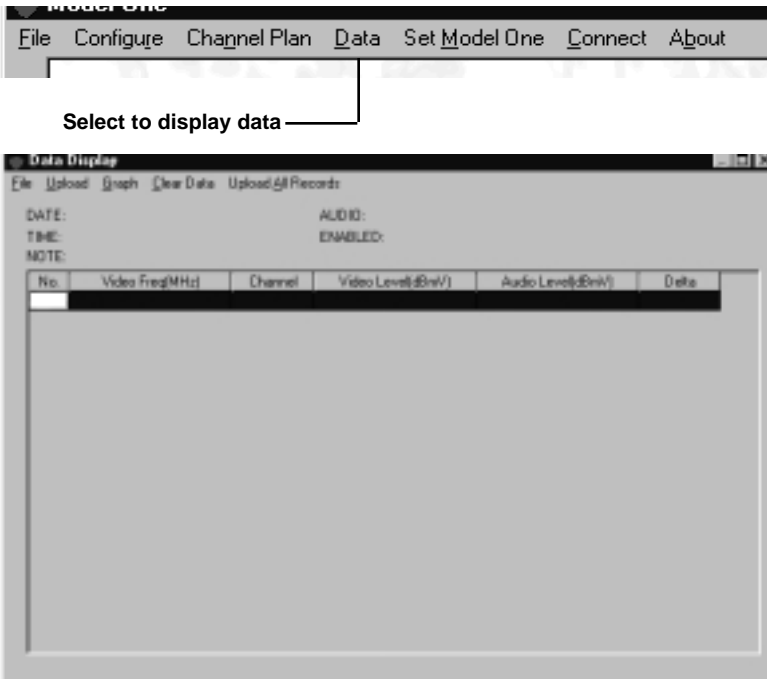 Model One
File Configure Channel Plan Data Set Model One Connect About
Select to display data
Data Display
File Upload Graph Clear Data Upload All Records
DATE: AUDIO:
TIME: ENABLED:
NOTE:
No. Video Freq(MHz) Channel Video Level(dBmV) Audio Level(dBmV) Delta